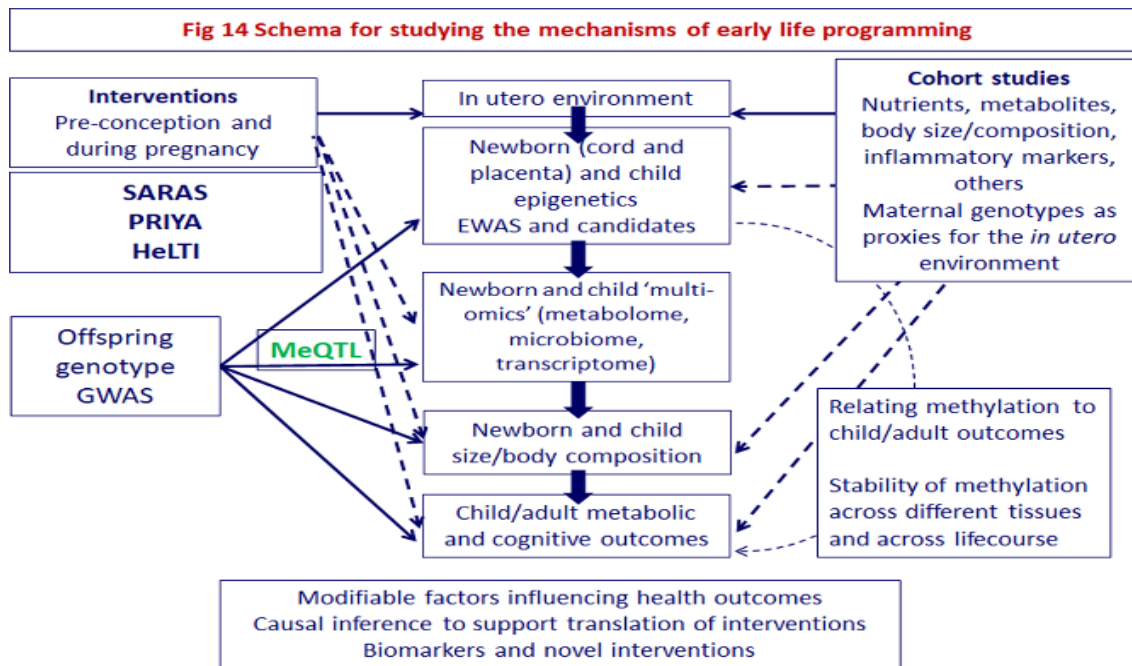 Fig 14 Schema for studying the mechanisms of early life programming
Interventions
Pre-conception and
during pregnancy
SARAS
PRIYA
HeLTI
Offspring
genotype
GWAS
MeQTL
In utero environment
Newborn (cord and
placenta) and child
epigenetics
EWAS and candidates
Newborn and child ‘multi-
omics’ (metabolome,
microbiome,
transcriptome)
Newborn and child
size/body composition
Child/adult metabolic
and cognitive outcomes
Cohort studies
Nutrients, metabolites,
body size/composition,
inflammatory markers,
others
Maternal genotypes as
proxies for the in utero
environment
Relating methylation to
child/adult outcomes
Stability of methylation
across different tissues
and across lifecourse
Modifiable factors influencing health outcomes
Causal inference to support translation of interventions
Biomarkers and novel interventions